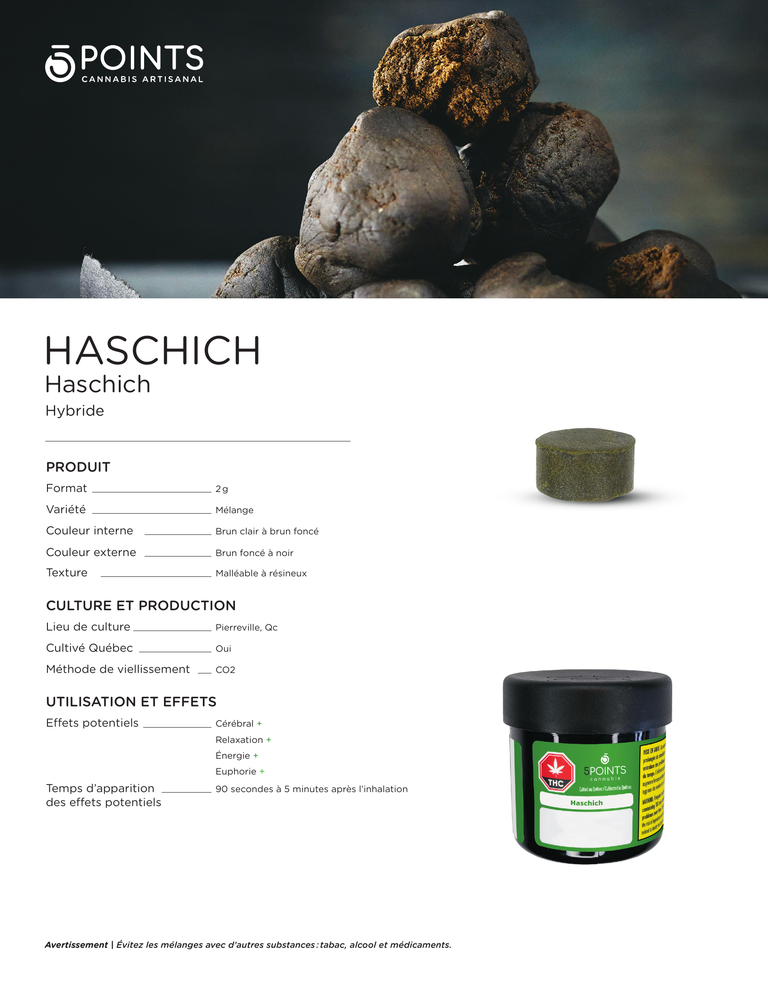 5 POINTS
CANNABIS ARTISANAL
HASCHICH
Haschich
Hybride
PRODUIT
Format 2 g
Variété Mélange
Couleur interne Brun clair à brun foncé
Couleur externe Brun foncé à noir
Texture Malléable à résineux
CULTURE ET PRODUCTION
Lieu de culture Pierreville, Qc
Cultivé Québec Oui
Méthode de viellissement CO2
UTILISATION ET EFFETS
Effets potentiels Cérébral +
Relaxation +
Énergie +
Euphorie +
Temps d'apparition 90 secondes à 5 minutes après l'inhalation
des effets potentiels
THC
5POINTS
cannabis
Haschich
Avertissement | Évitez les mélanges avec d'autres substances : tabac, alcool et médicaments.